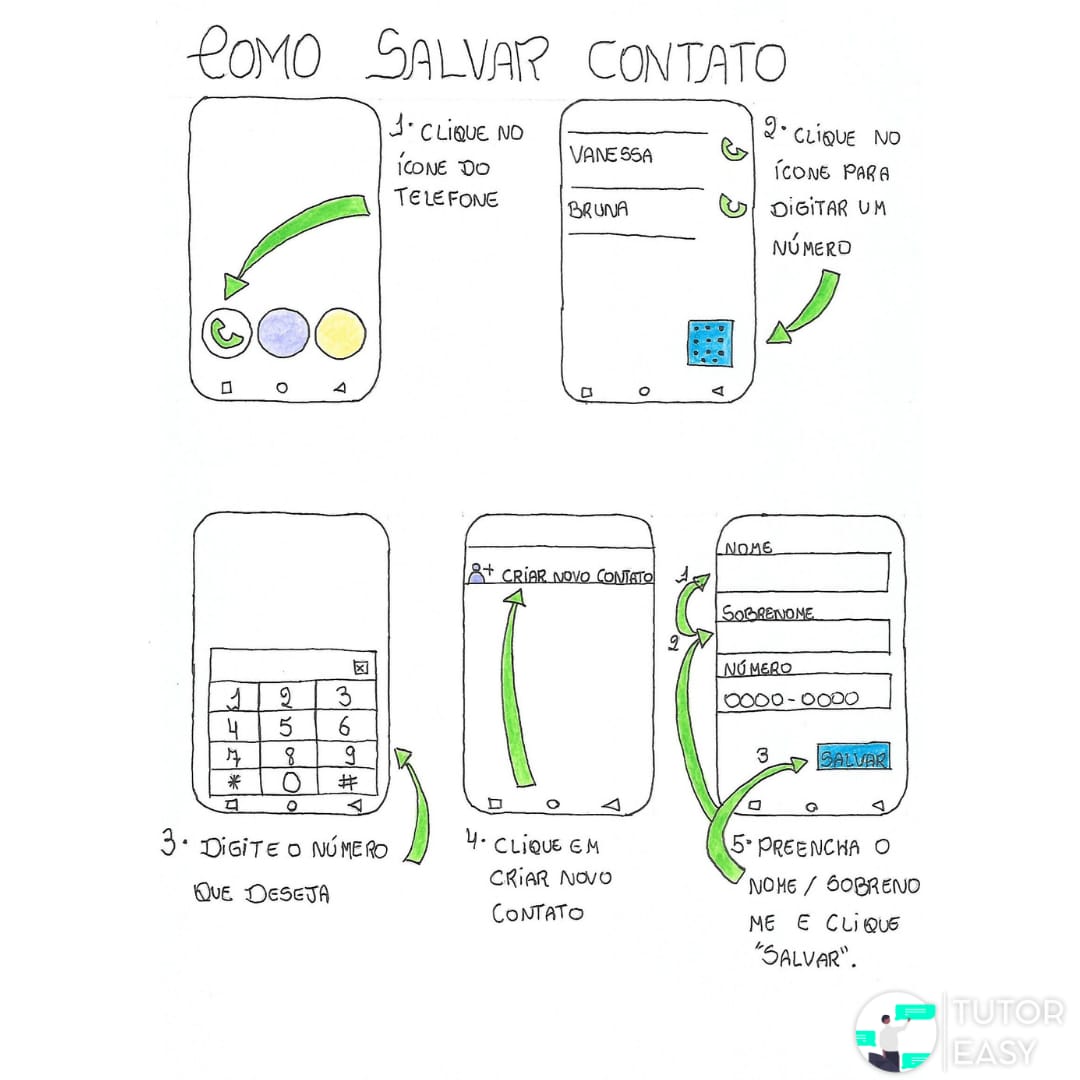 COMO SALVAR CONTATO
1. CLIQUE NO
ÍCONE DO
TELEFONE
VANESSA
BRUNA
2. CLIQUE NO
ÍCONE PARA
DIGITAR UM
NÚMERO
1 2 3
4 5 6
7 8 9
* 0 #
3. DIGITE O NÚMERO
QUE DESEJA
CRIAR NOVO CONTATO
4. CLIQUE EM
CRIAR NOVO
CONTATO
NOME
1
SOBRENOME
2
NÚMERO
0000-0000
3
SALVAR
5. PREENCHA O
NOME / SOBRENO
ME E CLIQUE
"SALVAR".
TUTOR
EASY